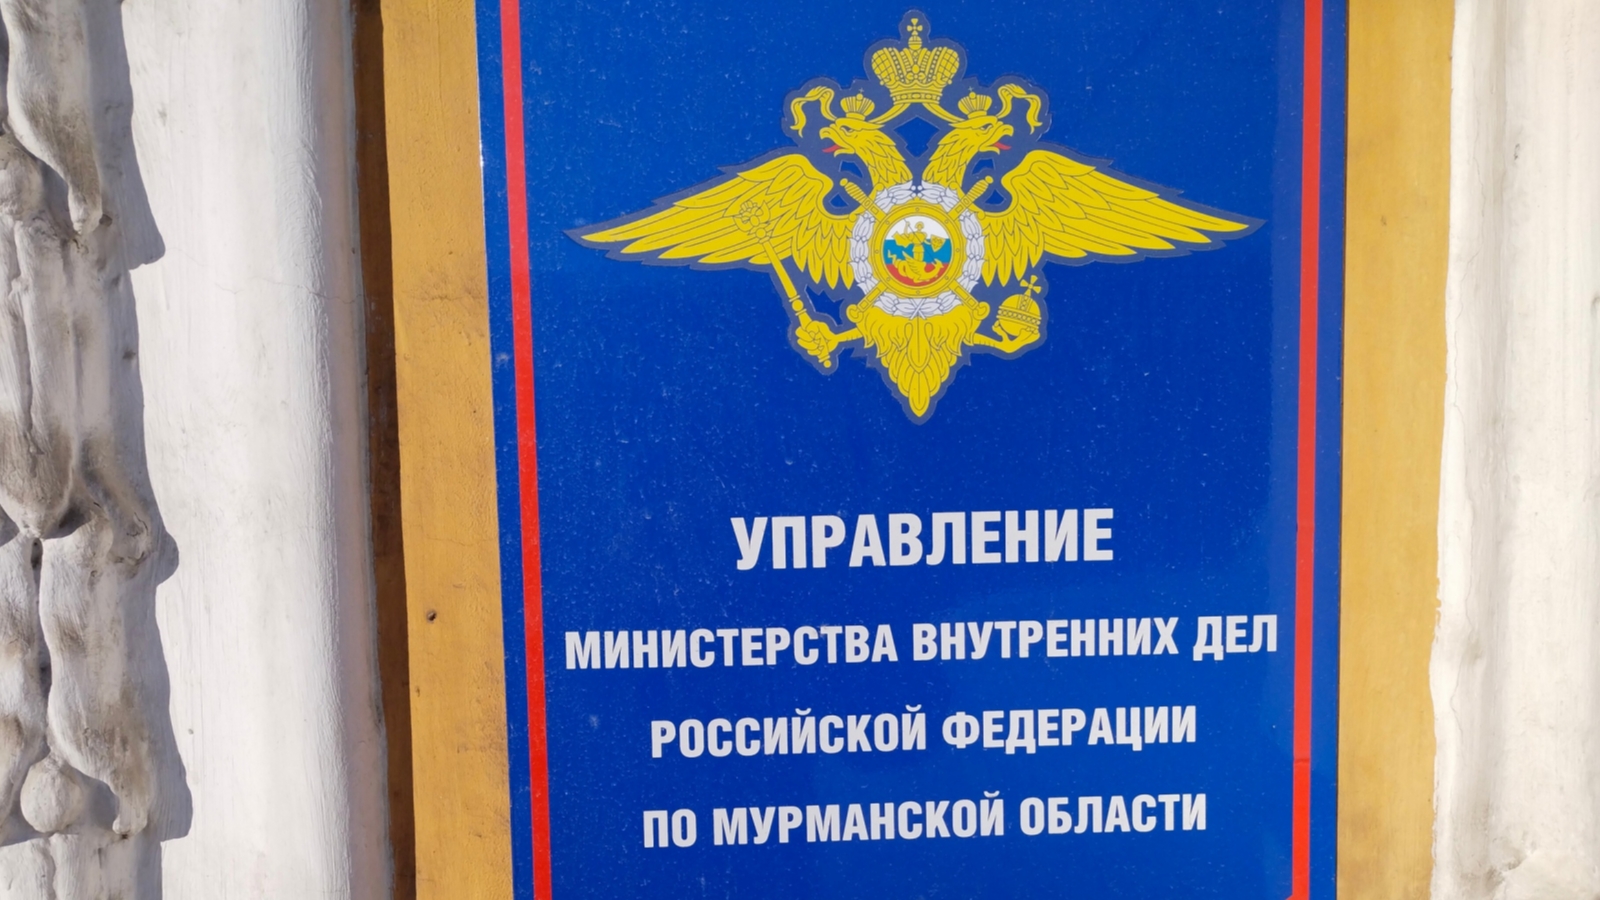 УПРАВЛЕНИЕ
МИНИСТЕРСТВА ВНУТРЕННИХ ДЕЛ
РОССИЙСКОЙ ФЕДЕРАЦИИ
ПО МУРМАНСКОЙ ОБЛАСТИ